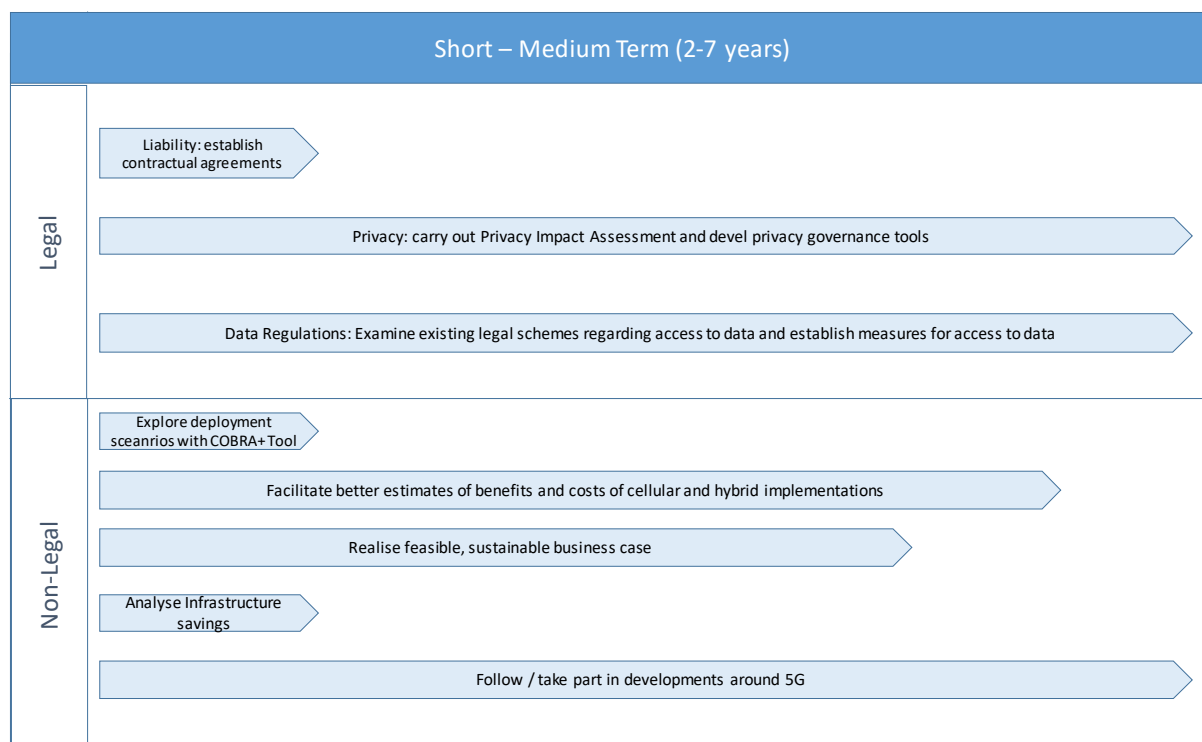 Short – Medium Term (2-7 years)
Legal
Liability: establish
contractual agreements
Privacy: carry out Privacy Impact Assessment and devel privacy governance tools
Data Regulations: Examine existing legal schemes regarding access to data and establish measures for access to data
Non-Legal
Explore deployment
sceanrios with COBRA+ Tool
Facilitate better estimates of benefits and costs of cellular and hybrid implementations
Realise feasible, sustainable business case
Analyse Infrastructure
savings
Follow / take part in developments around 5G